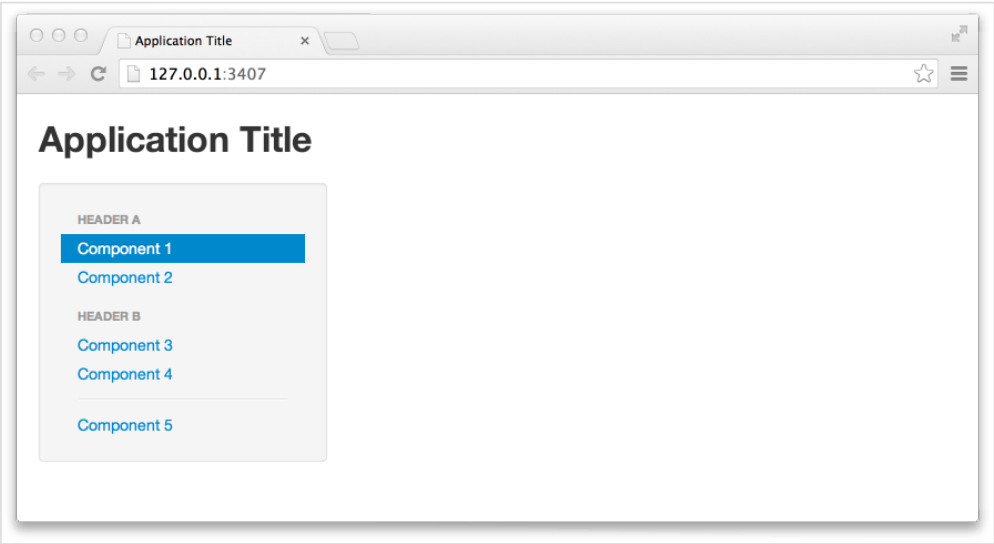 Application Title
127.0.0.1:3407
Application Title
HEADER A
Component 1
Component 2
HEADER B
Component 3
Component 4
Component 5